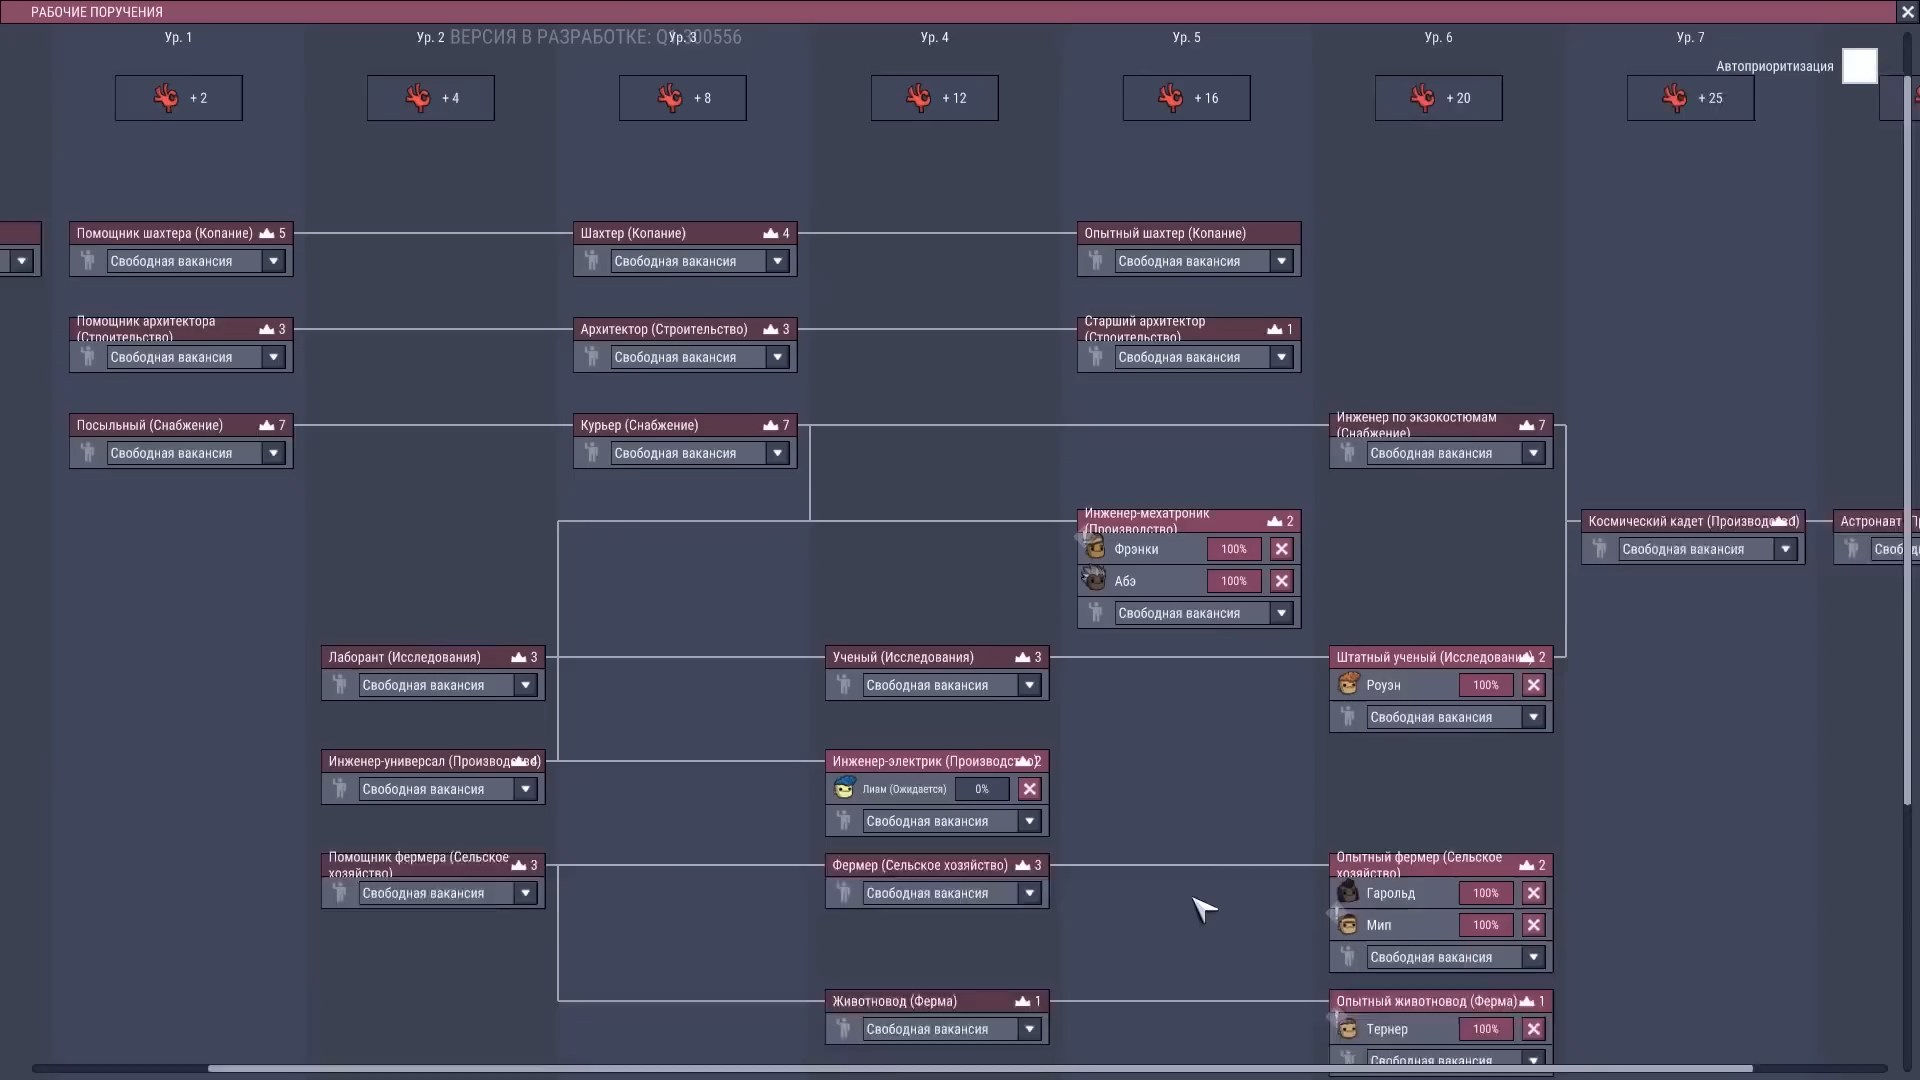 РАБОЧИЕ ПОРУЧЕНИЯ
Ур. 1
Ур. 2
ВЕРСИЯ В РАЗРАБОТКЕ:
Ур. 3
Ур. 4
Ур. 5
Ур. 6
Ур. 7
Автоприоритизация
+ 2
+ 4
+ 8
+ 12
+ 16
+ 20
+ 25
Помощник шахтера (Копание) 5
Свободная вакансия
Шахтер (Копание) 4
Свободная вакансия
Опытный шахтер (Копание)
Свободная вакансия
Помощник архитектора
(Строительство) 3
Свободная вакансия
Архитектор (Строительство) 3
Свободная вакансия
Старший архитектор
(Строительство) 1
Свободная вакансия
Посыльный (Снабжение) 7
Свободная вакансия
Курьер (Снабжение) 7
Свободная вакансия
Инженер по экзокостюмам
(Снабжение) 7
Свободная вакансия
Инженер-мехатроник
(Производство) 2
Фрэнки 100%
Абэ 100%
Свободная вакансия
Космический кадет (Производство)
Свободная вакансия
Астронавт
Лаборант (Исследования) 3
Свободная вакансия
Ученый (Исследования) 3
Свободная вакансия
Штатный ученый (Исследования) 2
Роуэн 100%
Свободная вакансия
Инженер-универсал (Производство) 4
Свободная вакансия
Инженер-электрик (Производство) 2
Лиам (Ожидается) 0%
Свободная вакансия
Помощник фермера (Сельское
хозяйство) 3
Свободная вакансия
Фермер (Сельское хозяйство) 3
Свободная вакансия
Опытный фермер (Сельское
хозяйство) 2
Гарольд 100%
Мип 100%
Свободная вакансия
Животновод (Ферма) 1
Свободная вакансия
Опытный животновод (Ферма) 1
Тернер 100%
Свободная вакансия